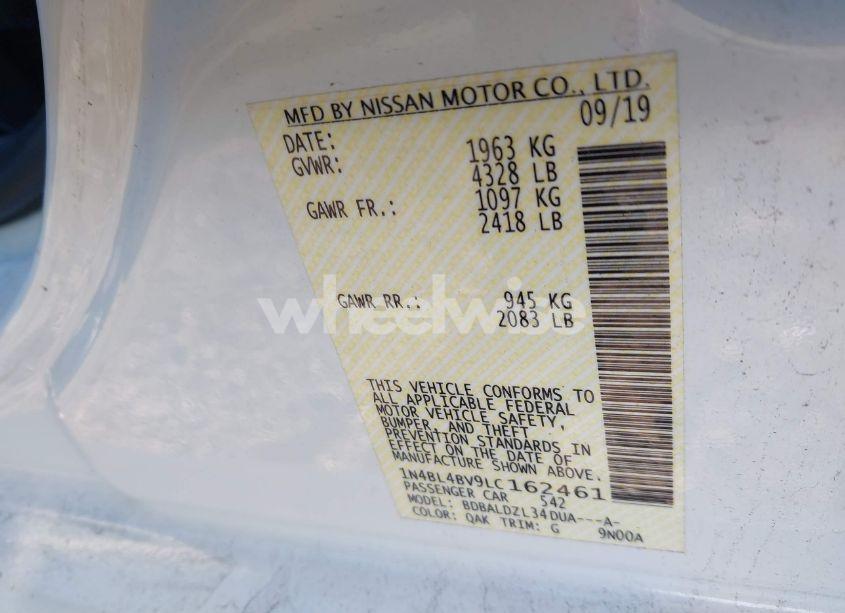 MFD BY NISSAN MOTOR CO., LTD.
DATE: 09/19
GVWR: 1963 KG
4328 LB
GAWR FR.: 1097 KG
2418 LB
GAWR RR.: 945 KG
2083 LB
wheelwise
THIS VEHICLE CONFORMS TO
ALL APPLICABLE FEDERAL
MOTOR VEHICLE SAFETY,
BUMPER, AND THEFT
PREVENTION STANDARDS IN
EFFECT ON THE DATE OF
MANUFACTURE SHOWN ABOVE.
1N4BL4BV9LC162461
PASSENGER CAR 542
MODEL: BDBALDZL34DUA---A-
COLOR: QAK TRIM: G 9N00A